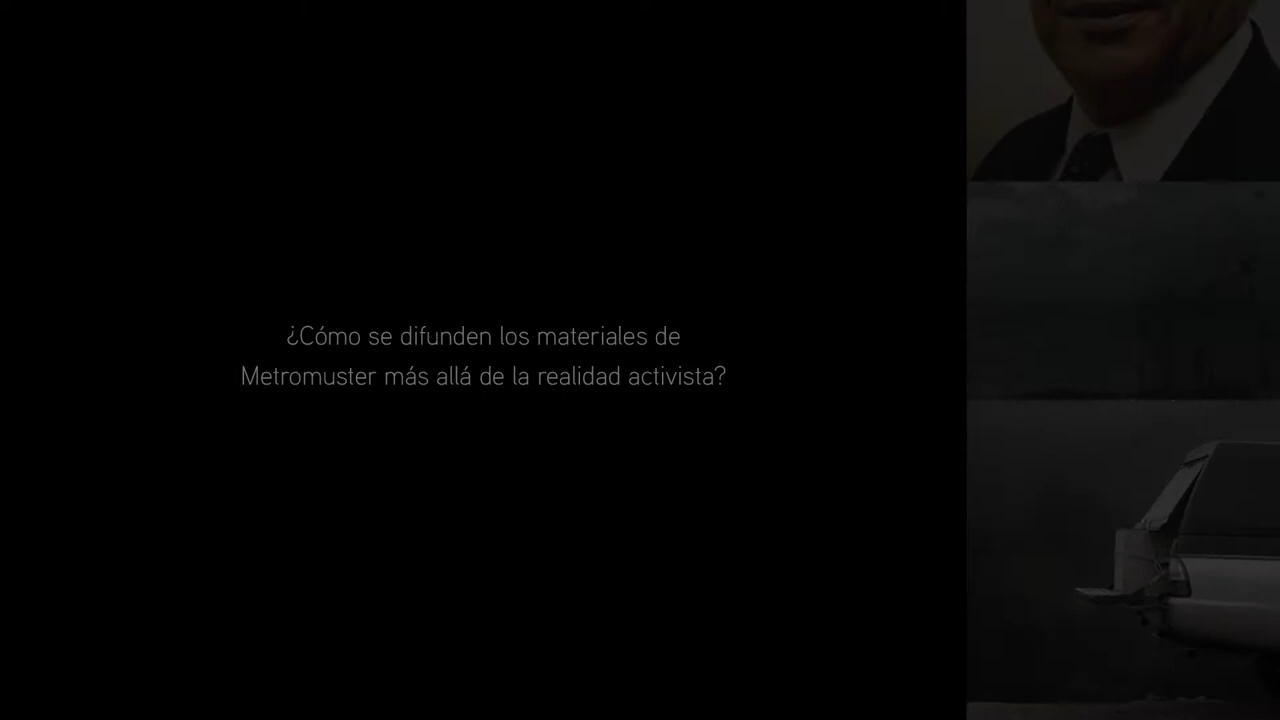 ¿Cómo se difunden los materiales de
Metromuster más allá de la realidad activista?